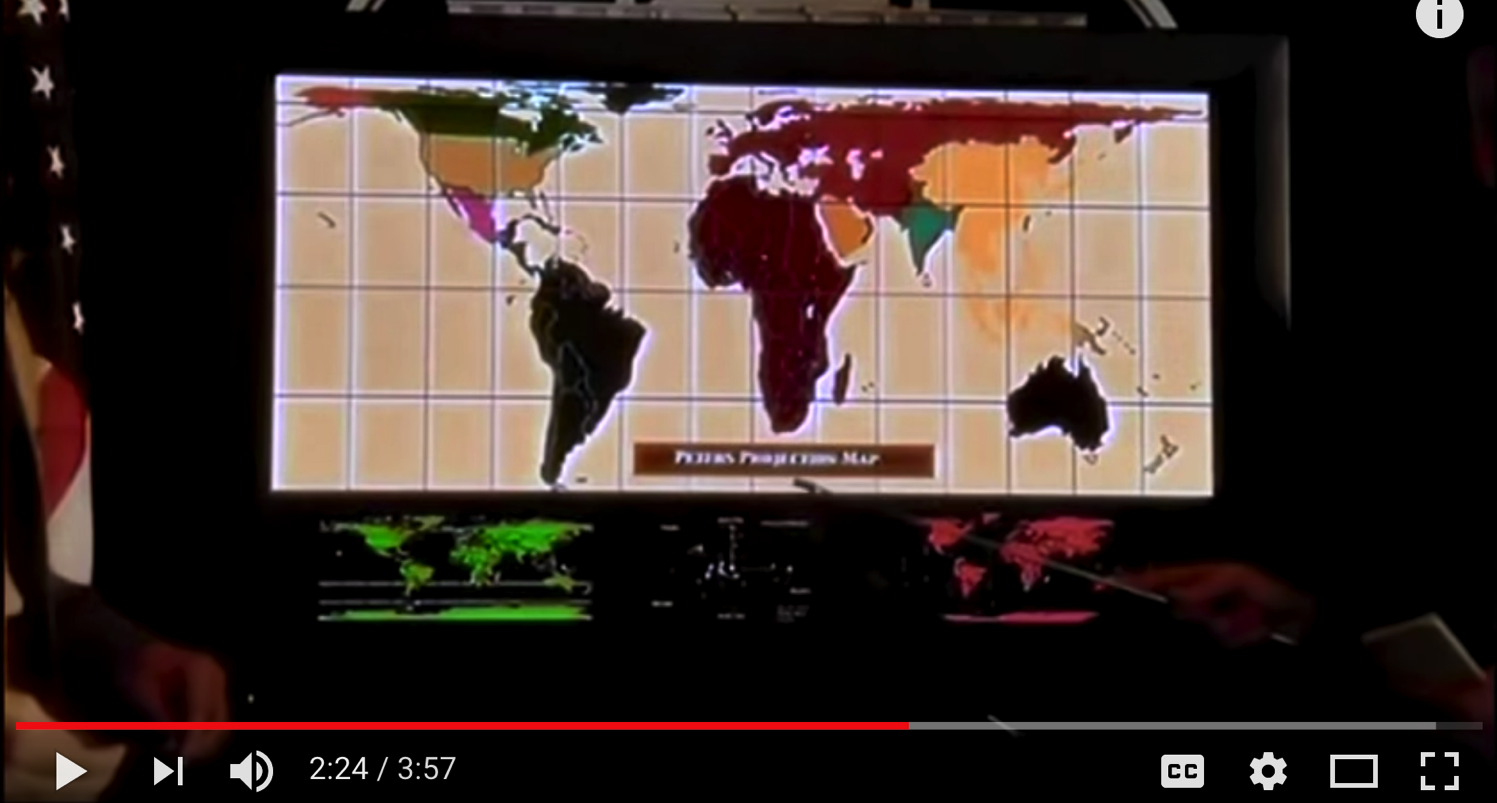 PETERS PROJECTION MAP
2:24 / 3:57
CC